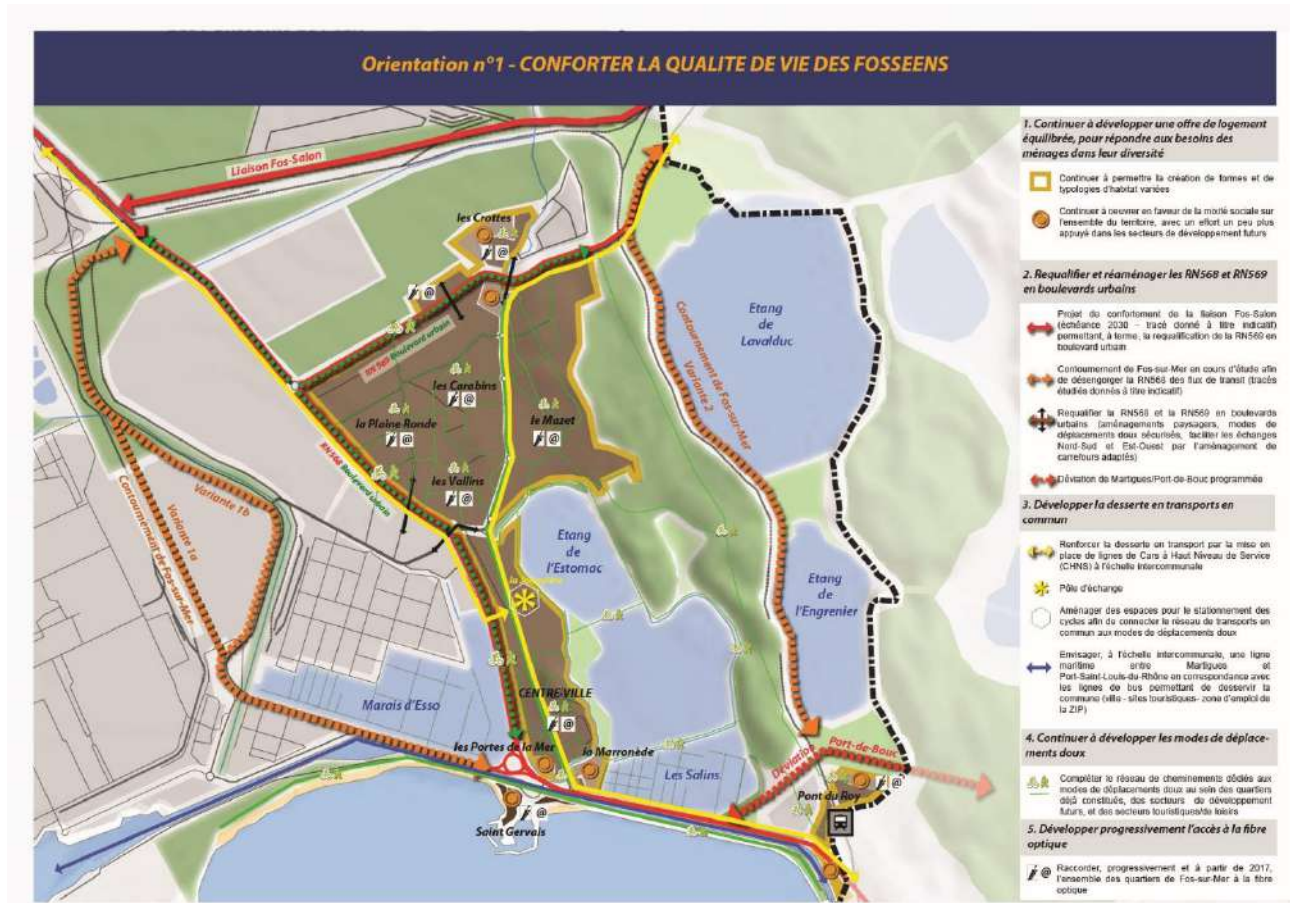 Orientation n°1 - CONFORTER LA QUALITE DE VIE DES FOSSEENS
Liaison Fos-Salon
les Crottes
@
@
RN 569 Boulevard urbain
les Carabins
@
la Plaine Ronde
@
le Mazet
@
les Vallins
@
RN568 Boulevard urbain
Contournement de Fos-sur-Mer
Variante 2
Etang
de
Lavalduc
Variante 1b
Variante 1a
Contournement de Fos-sur-Mer
Etang
de
l'Estomac
Etang
de
l'Engrenier
Marais d'Esso
CENTRE-VILLE
@
les Portes de la Mer
la Marronède
Les Salins
Déviation
Port-de-Bouc
Pont du Roy
@
Saint Gervais
@
1. Continuer à développer une offre de logement
équilibrée, pour répondre aux besoins des
ménages dans leur diversité
Continuer à permettre la création de formes et de
typologies d'habitat variées
Continuer à oeuvrer en faveur de la mixité sociale sur
l'ensemble du territoire, avec un effort un peu plus
appuyé dans les secteurs de développement futurs
2. Requalifier et réaménager les RN568 et RN569
en boulevards urbains
Projet de confortement de la liaison Fos-Salon
(échéance 2030 - tracé donné à titre indicatif)
permettant, à terme, la requalification de la RN569 en
boulevard urbain
Contournement de Fos-sur-Mer en cours d'étude afin
de désengorger la RN568 des flux de transit (tracés
étudiés donnés à titre indicatif)
Requalifier la RN568 et la RN569 en boulevards
urbains (aménagements paysagers, modes de
déplacements doux sécurisés, faciliter les échanges
Nord-Sud et Est-Ouest par l'aménagement de
carrefours adaptés)
Déviation de Martigues/Port-de-Bouc programmée
3. Développer la desserte en transports en
commun
Renforcer la desserte en transport par la mise en
place de lignes de Cars à Haut Niveau de Service
(CHNS) à l'échelle intercommunale
Pôle d'échange
Aménager des espaces pour le stationnement des
cycles afin de connecter le réseau de transports en
commun aux modes de déplacements doux
Envisager, à l'échelle intercommunale, une ligne
maritime entre Martigues et
Port-Saint-Louis-du-Rhône en correspondance avec
les lignes de bus permettant de desservir la
commune (ville - sites touristiques- zone d'emploi de
la ZIP)
4. Continuer à développer les modes de déplace-
ments doux
Compléter le réseau de cheminements dédiés aux
modes de déplacements doux au sein des quartiers
déjà constitués, des secteurs de développement
futurs, et des secteurs touristiques/de loisirs
5. Développer progressivement l'accès à la fibre
optique
@
Raccorder, progressivement et à partir de 2017,
l'ensemble des quartiers de Fos-sur-Mer à la fibre
optique